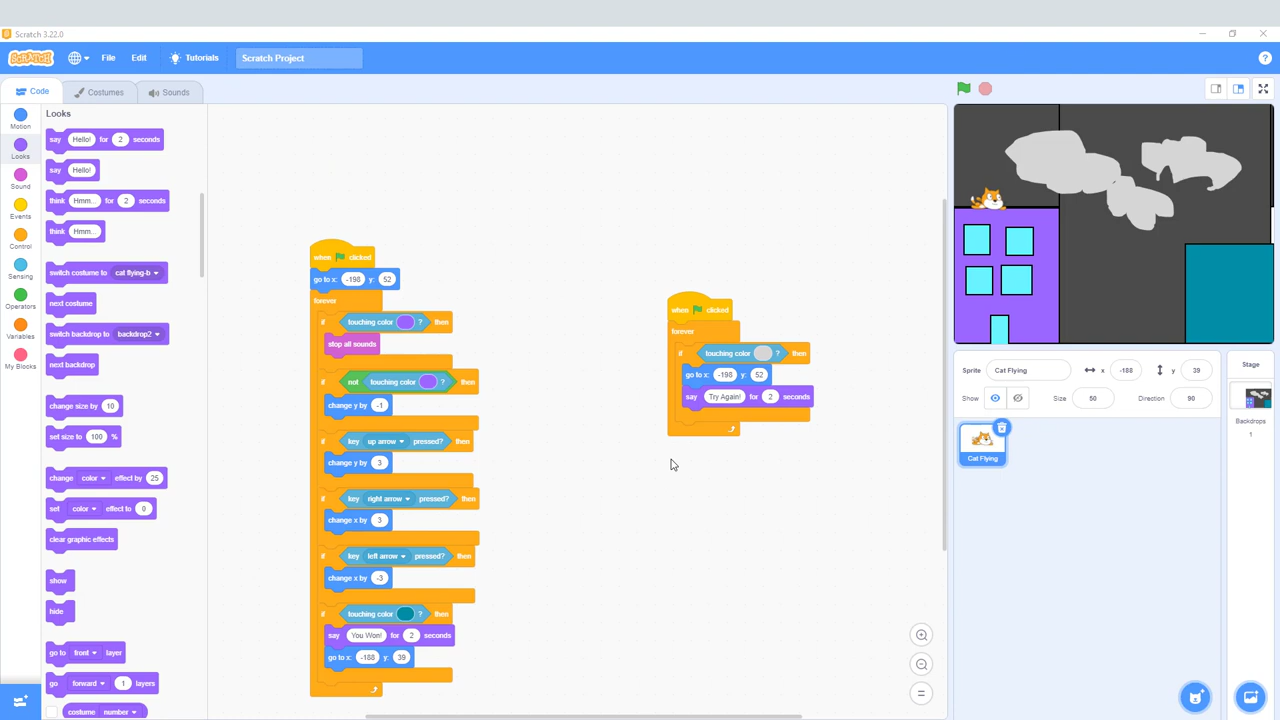 Scratch 3.22.0
SCRATCH File Edit Tutorials Scratch Project ?
Code Costumes Sounds
Motion
Looks
Sound
Events
Control
Sensing
Operators
Variables
My Blocks
Looks
say Hello! for 2 seconds
say Hello!
think Hmm... for 2 seconds
think Hmm...
switch costume to cat flying-b
next costume
switch backdrop to backdrop2
next backdrop
change size by 10
set size to 100 %
change color effect by 25
set color effect to 0
clear graphic effects
show
hide
go to front layer
go forward 1 layers
costume number
when clicked
go to x: -198 y: 52
forever
if touching color ? then
stop all sounds
if not touching color ? then
change y by -1
if key up arrow pressed? then
change y by 3
if key right arrow pressed? then
change x by 3
if key left arrow pressed? then
change x by -3
if touching color ? then
say You Won! for 2 seconds
go to x: -188 y: 39
when clicked
forever
if touching color ? then
go to x: -198 y: 52
say Try Again! for 2 seconds
Sprite Cat Flying x -188 y 39
Show Size 50 Direction 90
Cat Flying
Stage
Backdrops
1